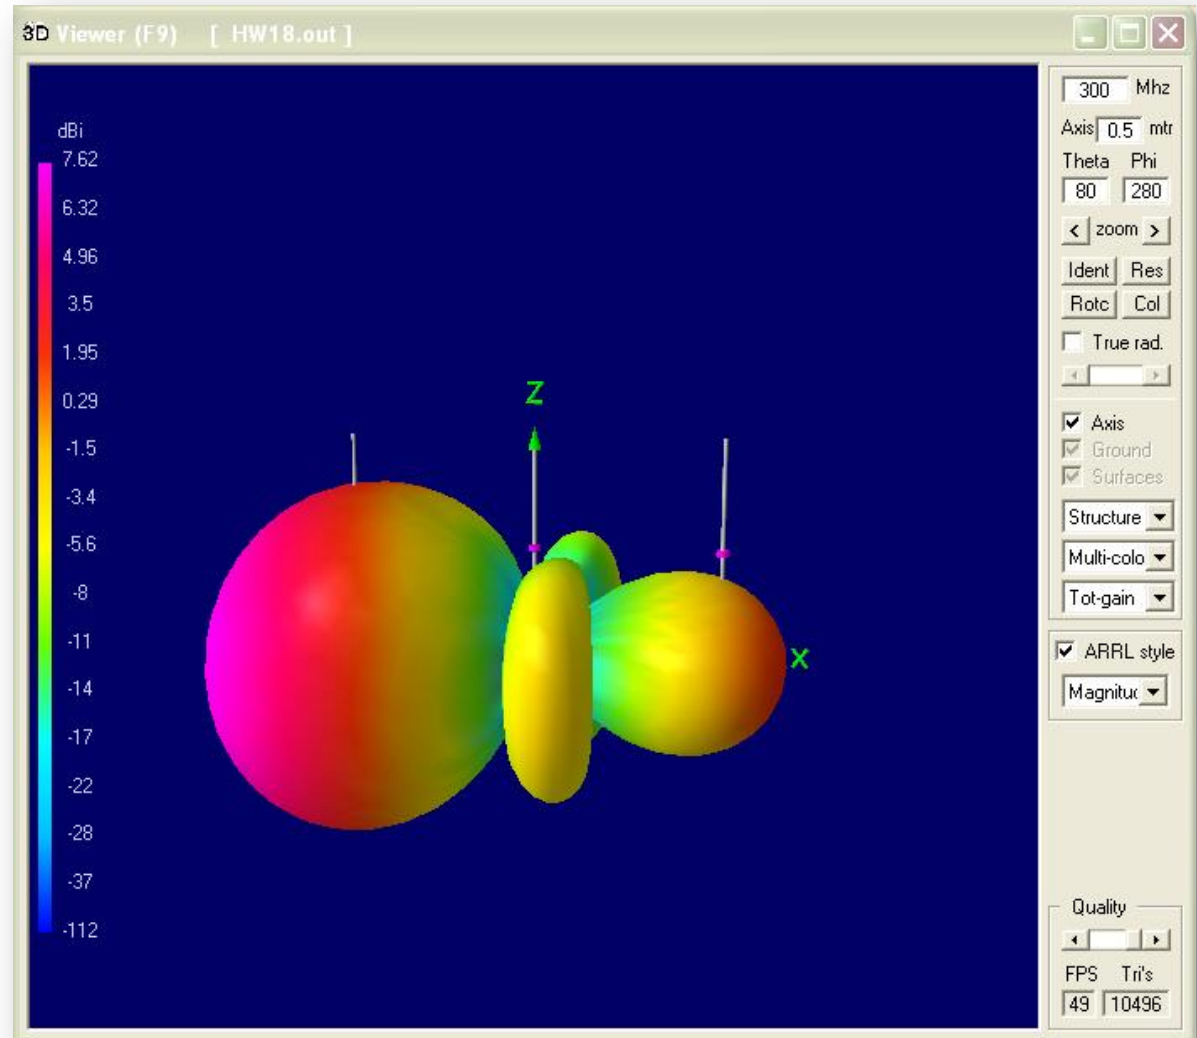 3D Viewer (F9) [ HW18.out ]
dBi
7.62
6.32
4.96
3.5
1.95
0.29
-1.5
-3.4
-5.6
-8
-11
-14
-17
-22
-28
-37
-112
Z
X
300 Mhz
Axis 0.5 mtr
Theta Phi
80 280
< zoom >
Ident Res
Rotc Col
True rad.
Axis
Ground
Surfaces
Structure
Multi-colo
Tot-gain
ARRL style
Magnituc
Quality
FPS Tri's
49 10496